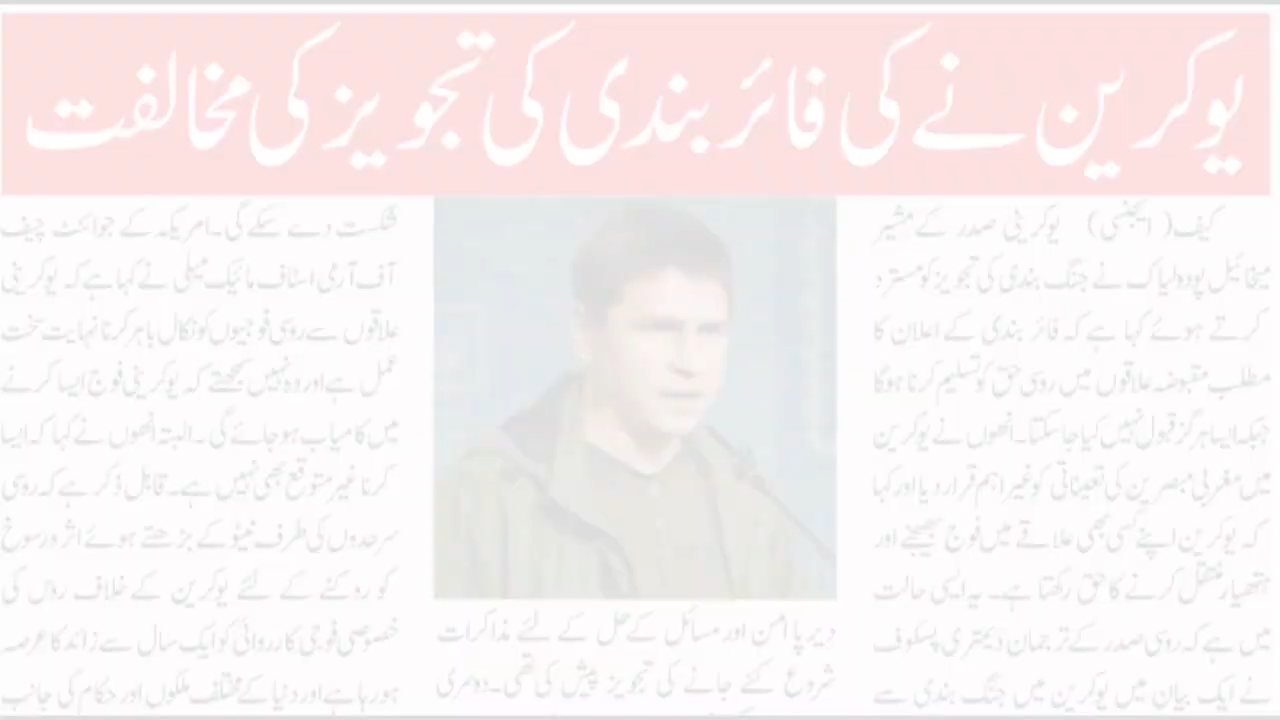 یوکرین نے کی فائر بندی کی تجویز کی مخالفت
کیف( ایجنسی) یوکرینی صدر کے مشیر
میخائیل پوڈولیاک نے جنگ بندی کی تجویز کو مسترد
کرتے ہوئے کہا ہے کہ فائر بندی کے اعلان کا
مطلب مقبوضہ علاقوں میں روسی حق کو تسلیم کرنا ہوگا
جبکہ ایسا ہرگز قبول نہیں کیا جاسکتا۔انھوں نے یوکرین
میں مغربی مبصرین کی تعیناتی کو غیر اہم قرار دیا اور کہا
کہ یوکرین اپنے کسی بھی علاقے میں فوج بھیجنے اور
ہتھیار منتقل کرنے کا حق رکھتا ہے۔ یہ ایسی حالت
میں ہے کہ روسی صدر کے ترجمان دیمتری پسکوف
نے ایک بیان میں یوکرین میں جنگ بندی سے
دیرپا امن اور مسائل کے حل کے لئے مذاکرات
شروع کئے جانے کی تجویز پیش کی تھی۔دوسری
شکست دے سکے گی۔امریکہ کے جوائنٹ چیف
آف آرمی اسٹاف مائیک میلی نے کہا ہے کہ یوکرینی
علاقوں سے روسی فوجیوں کو نکال باہر کرنا نہایت سخت
عمل ہے اور وہ نہیں سمجھتے کہ یوکرینی فوج ایسا کرنے
میں کامیاب ہو جائے گی ۔البتہ انھوں نے کہا کہ ایسا
کرنا غیر متوقع بھی نہیں ہے۔ قابل ذکر ہے کہ روسی
سرحدوں کی طرف نیٹو کے بڑھتے ہوئے اثر ورسوخ
کو روکنے کے لئے یوکرین کے خلاف روس کی
خصوصی فوجی کارروائی کو ایک سال سے زائد کا عرصہ
ہو رہا ہے اور دنیا کے مختلف ملکوں اور حکام کی جانب